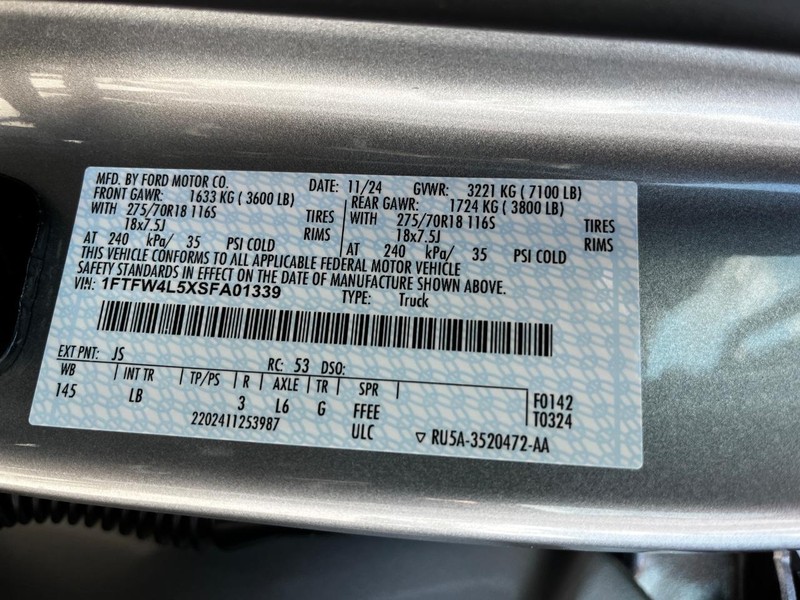 MFD. BY FORD MOTOR CO. DATE: 11/24 GVWR: 3221 KG ( 7100 LB)
FRONT GAWR: 1633 KG ( 3600 LB) REAR GAWR: 1724 KG ( 3800 LB)
WITH 275/70R18 116S TIRES WITH 275/70R18 116S TIRES
18x7.5J RIMS 18x7.5J RIMS
AT 240 kPa/ 35 PSI COLD AT 240 kPa/ 35 PSI COLD
THIS VEHICLE CONFORMS TO ALL APPLICABLE FEDERAL MOTOR VEHICLE
SAFETY STANDARDS IN EFFECT ON THE DATE OF MANUFACTURE SHOWN ABOVE.
VIN: 1FTFW4L5XSFA01339 TYPE: Truck
EXT PNT: JS RC: 53 DSO:
WB INT TR TP/PS R AXLE TR SPR
145 LB 3 L6 G FFEE F0142
2202411253987 ULC T0324
RU5A-3520472-AA